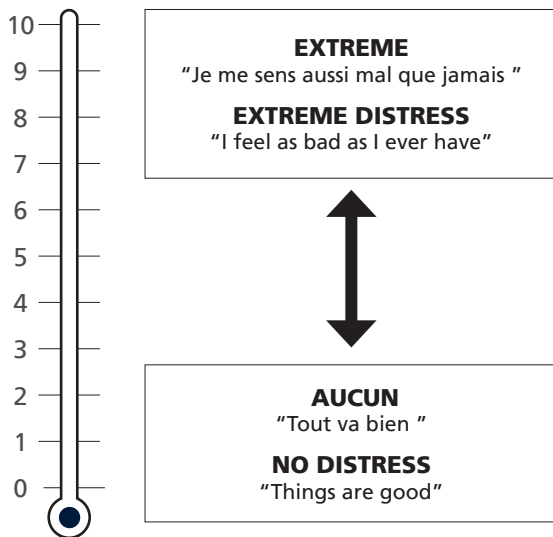 10
9
8
7
6
5
4
3
2
1
0
EXTREME
“Je me sens aussi mal que jamais ”
EXTREME DISTRESS
“I feel as bad as I ever have”
AUCUN
“Tout va bien ”
NO DISTRESS
“Things are good”